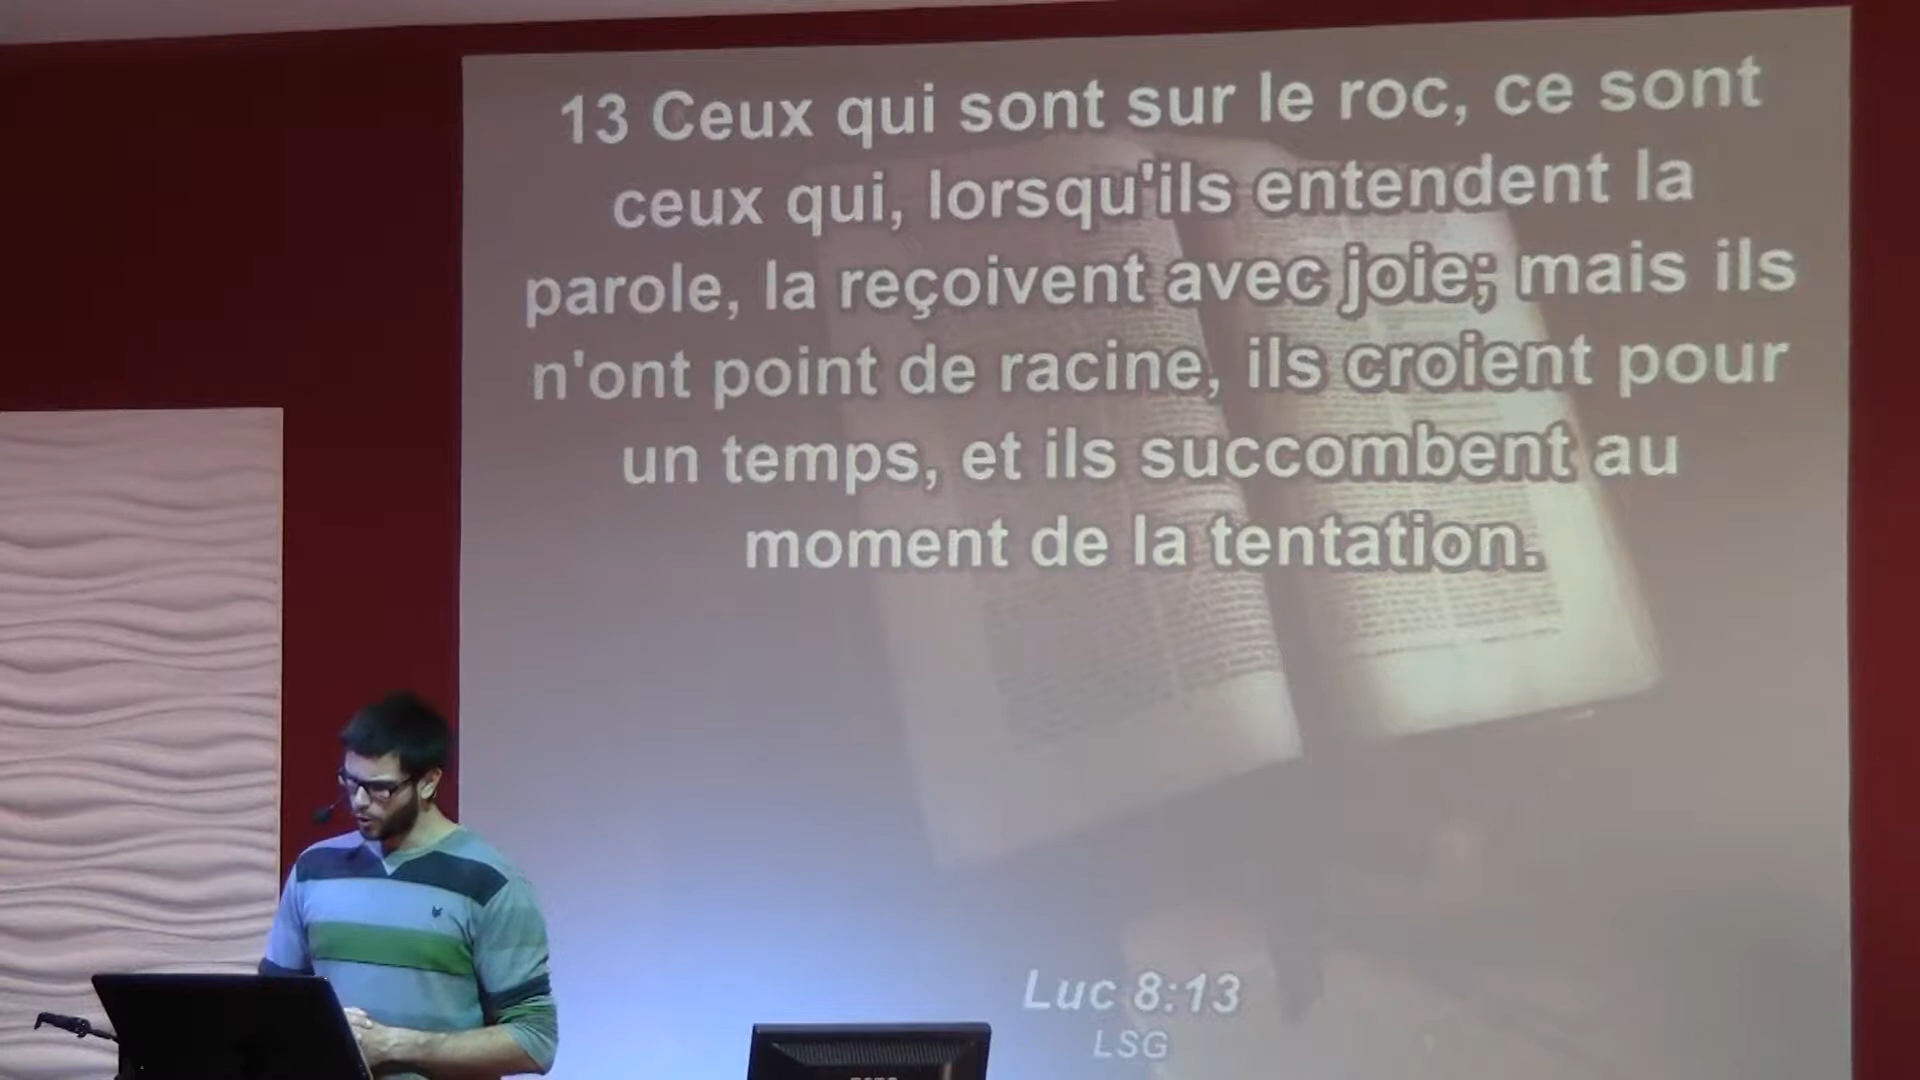 13 Ceux qui sont sur le roc, ce sont
ceux qui, lorsqu'ils entendent la
parole, la reçoivent avec joie; mais ils
n'ont point de racine, ils croient pour
un temps, et ils succombent au
moment de la tentation.
Luc 8:13
LSG